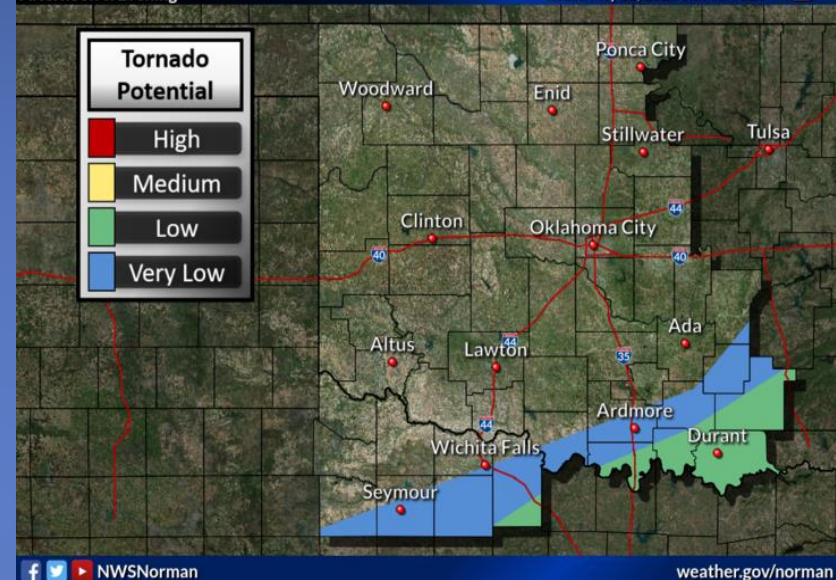 Tornado
Potential
High
Medium
Low
Very Low
Ponca City
Woodward
Enid
Stillwater
Tulsa
44
Clinton
Oklahoma City
40
40
Ada
Altus
44
Lawton
35
Ardmore
44
Durant
Wichita Falls
Seymour
NWSNorman
weather.gov/norman